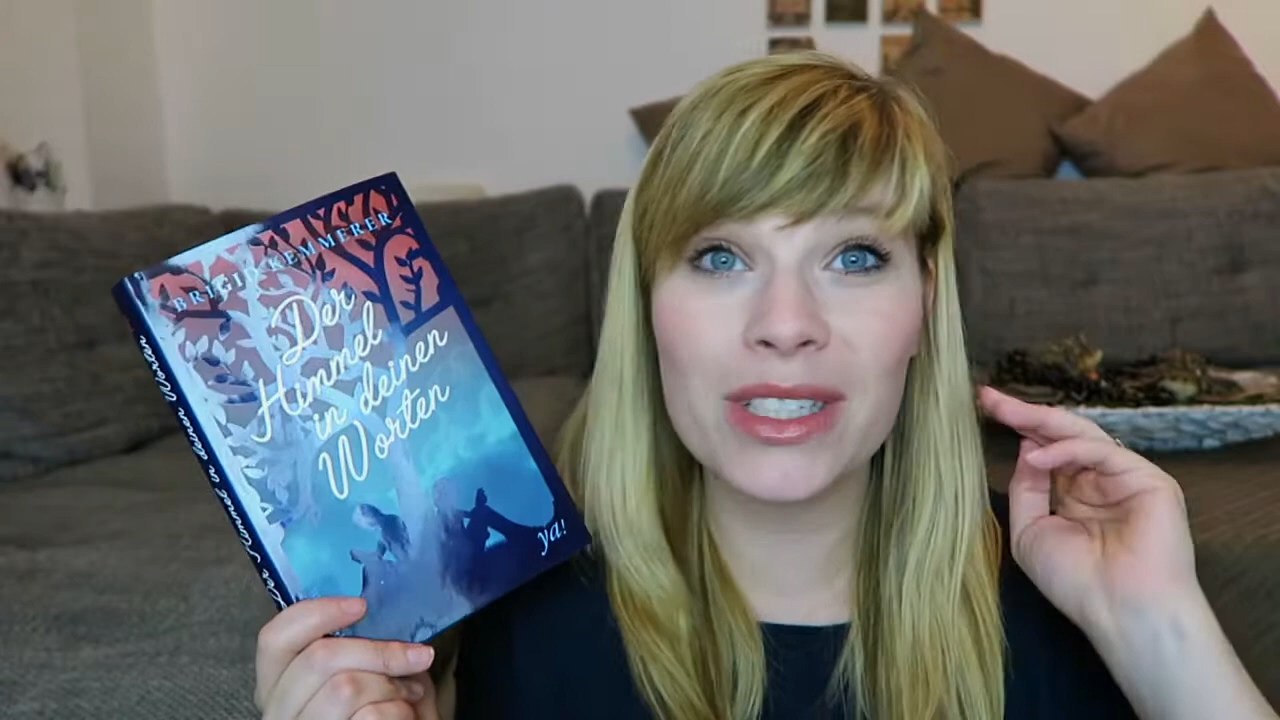 BRIGID KEMMERER
Der
Himmel
in deinen
Worten
ya!
Der Himmel in deinen Worten